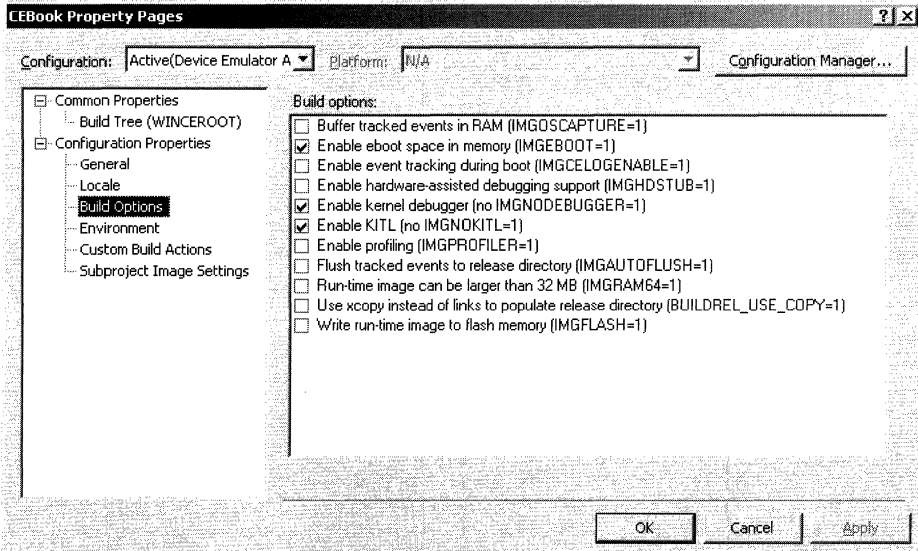 CEBook Property Pages
Configuration: Active(Device Emulator A Platform: N/A Configuration Manager...
Common Properties
Build Tree (WINCEROOT)
Configuration Properties
General
Locale
Build Options
Environment
Custom Build Actions
Subproject Image Settings
Build options:
Buffer tracked events in RAM (IMGOSCAPTURE=1)
Enable eboot space in memory (IMGEBOOT=1)
Enable event tracking during boot (IMGCELOGENABLE=1)
Enable hardware-assisted debugging support (IMGHDSTUB=1)
Enable kernel debugger (no IMGNODEBUGGER=1)
Enable KITL (no IMGNOKITL=1)
Enable profiling (IMGPROFILER=1)
Flush tracked events to release directory (IMGAUTOFLUSH=1)
Run-time image can be larger than 32 MB (IMGRAM64=1)
Use xcopy instead of links to populate release directory (BUILDREL_USE_COPY=1)
Write run-time image to flash memory (IMGFLASH=1)
OK Cancel Apply